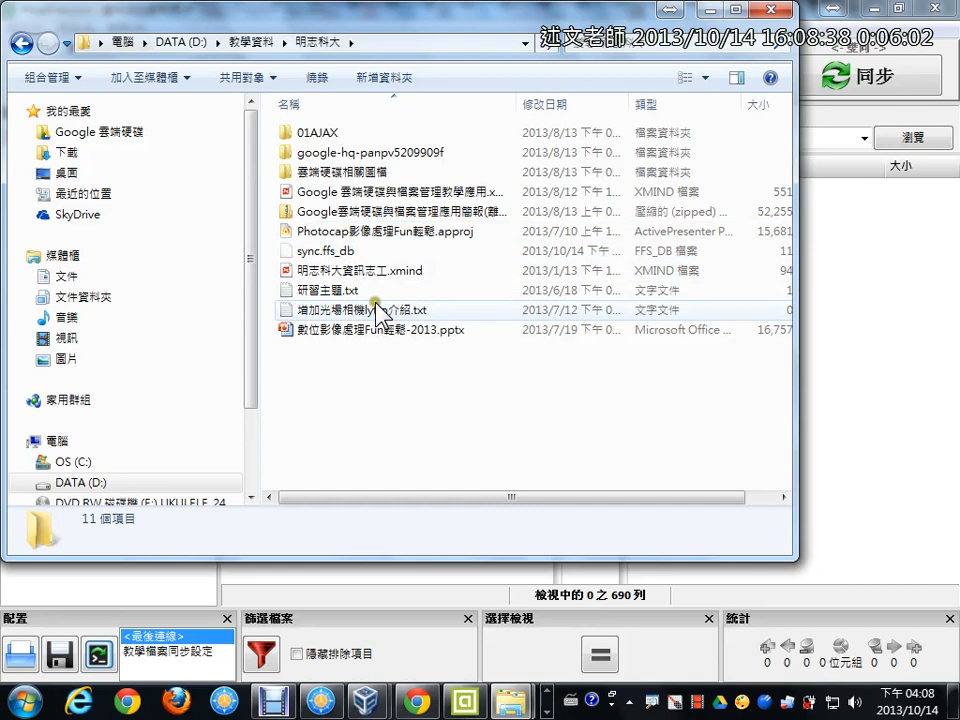 述文老師 2013/10/14 16:08:38 0:06:02
電腦 DATA (D:) 教學資料 明志科大
同步
組合管理 加入至媒體櫃 共用對象 燒錄 新增資料夾
瀏覽
大小
我的最愛
Google 雲端硬碟
下載
桌面
最近的位置
SkyDrive
媒體櫃
文件
文件資料夾
音樂
視訊
圖片
家用群組
電腦
OS (C:)
DATA (D:)
DVD RW 磁碟機 (E:) UKULELE_24
名稱 修改日期 類型 大小
01AJAX 2013/8/13 下午 0... 檔案資料夾
google-hq-panpv5209909f 2013/8/13 下午 0... 檔案資料夾
雲端硬碟相關圖檔 2013/8/13 下午 0... 檔案資料夾
Google 雲端硬碟與檔案管理教學應用.x... 2013/8/12 下午 1... XMIND 檔案 551
Google雲端硬碟與檔案管理應用簡報(離... 2013/8/13 上午 0... 壓縮的 (zipped) ... 52,255
Photocap影像處理Fun輕鬆.approj 2013/7/10 上午 1... ActivePresenter P... 15,681
sync.ffs_db 2013/10/14 下午 ... FFS_DB 檔案
明志科大資訊志工.xmind 2013/1/13 下午 1... XMIND 檔案 94
研習主題.txt 2013/6/18 下午 0... 文字文件 1
增加光場相機ly 介紹.txt 2013/7/12 下午 0... 文字文件 0
數位影像處理Fun輕鬆-2013.pptx 2013/7/19 下午 0... Microsoft Office ... 16,757
11 個項目
檢視中的 0 之 690 列
配置 篩選檔案 選擇檢視 統計
<最後連線>
教學檔案同步設定
隱藏排除項目
0 0 0 0 位元組 0 0 0
下午 04:08
2013/10/14